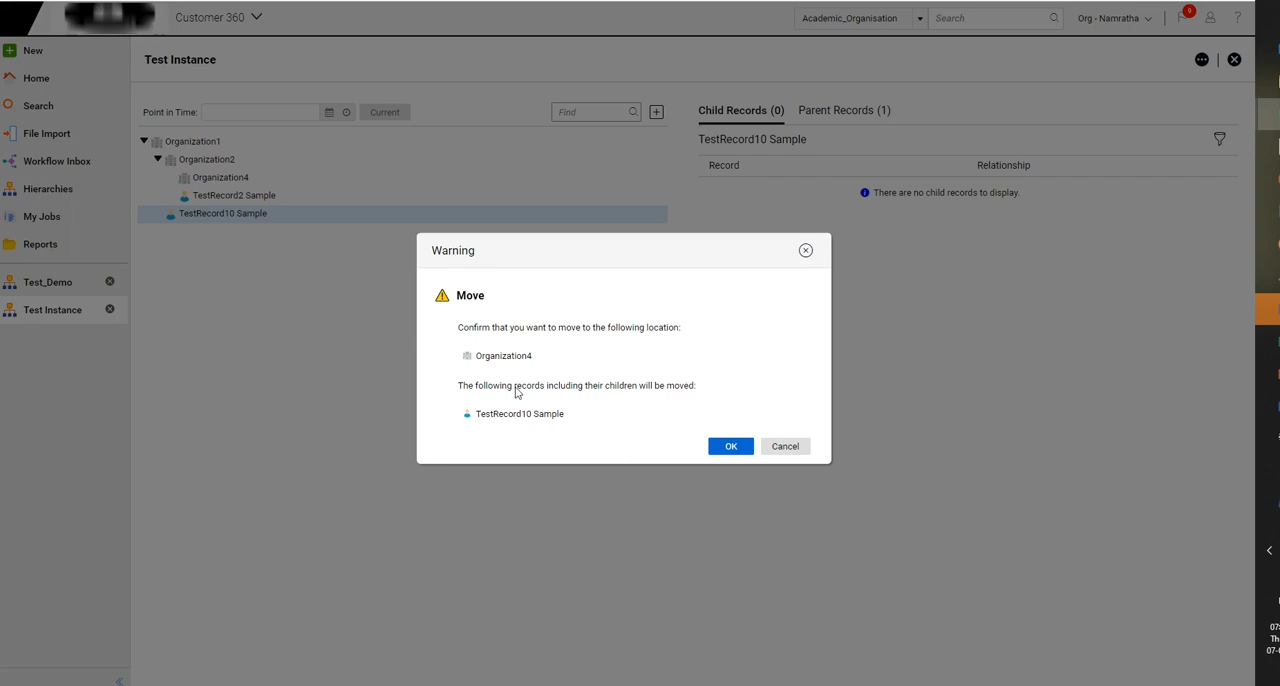 Customer 360
Academic_Organisation
Search
Org - Namratha
9
?
New
Home
Search
File Import
Workflow Inbox
Hierarchies
My Jobs
Reports
Test_Demo
Test Instance
Test Instance
Point in Time:
Current
Find
Organization1
Organization2
Organization4
TestRecord2 Sample
TestRecord10 Sample
Child Records (0) Parent Records (1)
TestRecord10 Sample
Record Relationship
There are no child records to display.
Warning
Move
Confirm that you want to move to the following location:
Organization4
The following records including their children will be moved:
TestRecord10 Sample
OK Cancel